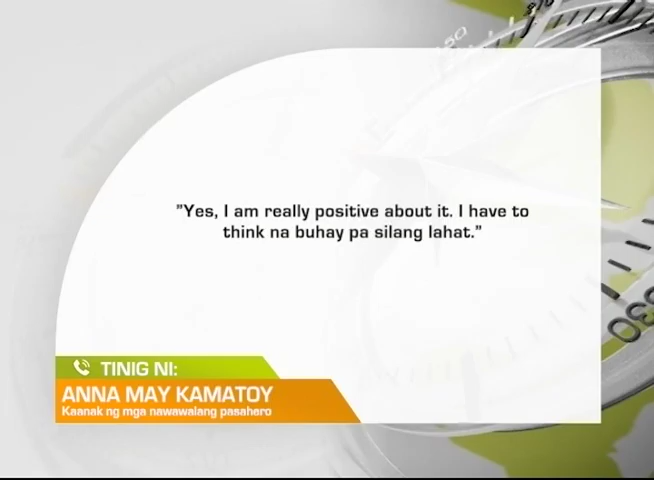 "Yes, I am really positive about it. I have to
think na buhay pa silang lahat."
TINIG NI:
ANNA MAY KAMATOY
Kaanak ng mga nawawalang pasahero
030